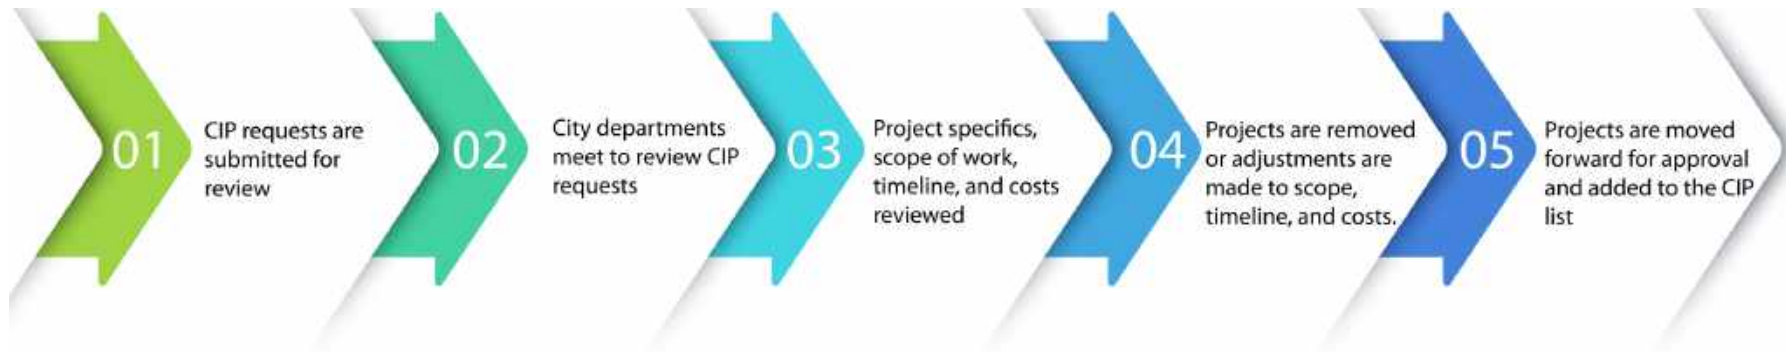 01
CIP requests are
submitted for
review
02
City departments
meet to review CIP
requests
03
Project specifics,
scope of work,
timeline, and costs
reviewed
04
Projects are removed
or adjustments are
made to scope,
timeline, and costs.
05
Projects are moved
forward for approval
and added to the CIP
list